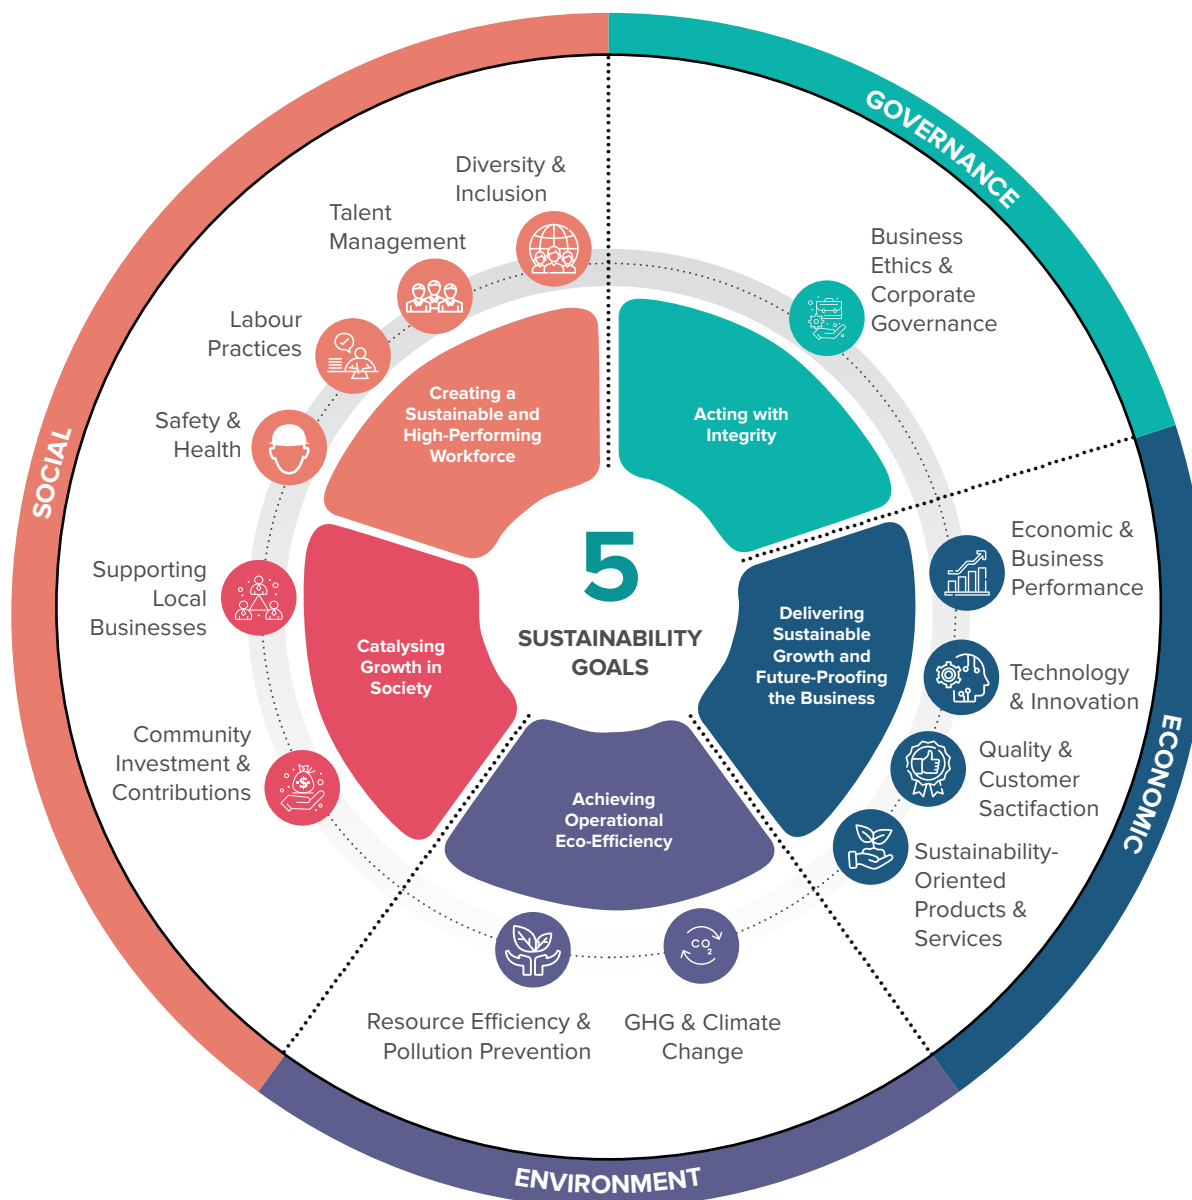 GOVERNANCE
Diversity &
Inclusion
Talent
Management
Business
Ethics &
Corporate
Governance
Labour
Practices
Safety &
Health
SOCIAL
Creating a
Sustainable and
High-Performing
Workforce
Acting with
Integrity
5
SUSTAINABILITY
GOALS
Economic &
Business
Performance
Supporting
Local
Businesses
Catalysing
Growth in
Society
Delivering
Sustainable
Growth and
Future-Proofing
the Business
Technology
& Innovation
ECONOMIC
Community
Investment &
Contributions
$
Quality &
Customer
Sactifaction
Achieving
Operational
Eco-Efficiency
Sustainability-
Oriented
Products &
Services
CO2
Resource Efficiency &
Pollution Prevention
GHG & Climate
Change
ENVIRONMENT